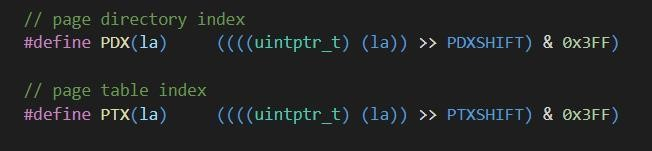 // page directory index
#define PDX(la)     ((((uintptr_t) (la)) >> PDXSHIFT) & 0x3FF)
// page table index
#define PTX(la)     ((((uintptr_t) (la)) >> PTXSHIFT) & 0x3FF)